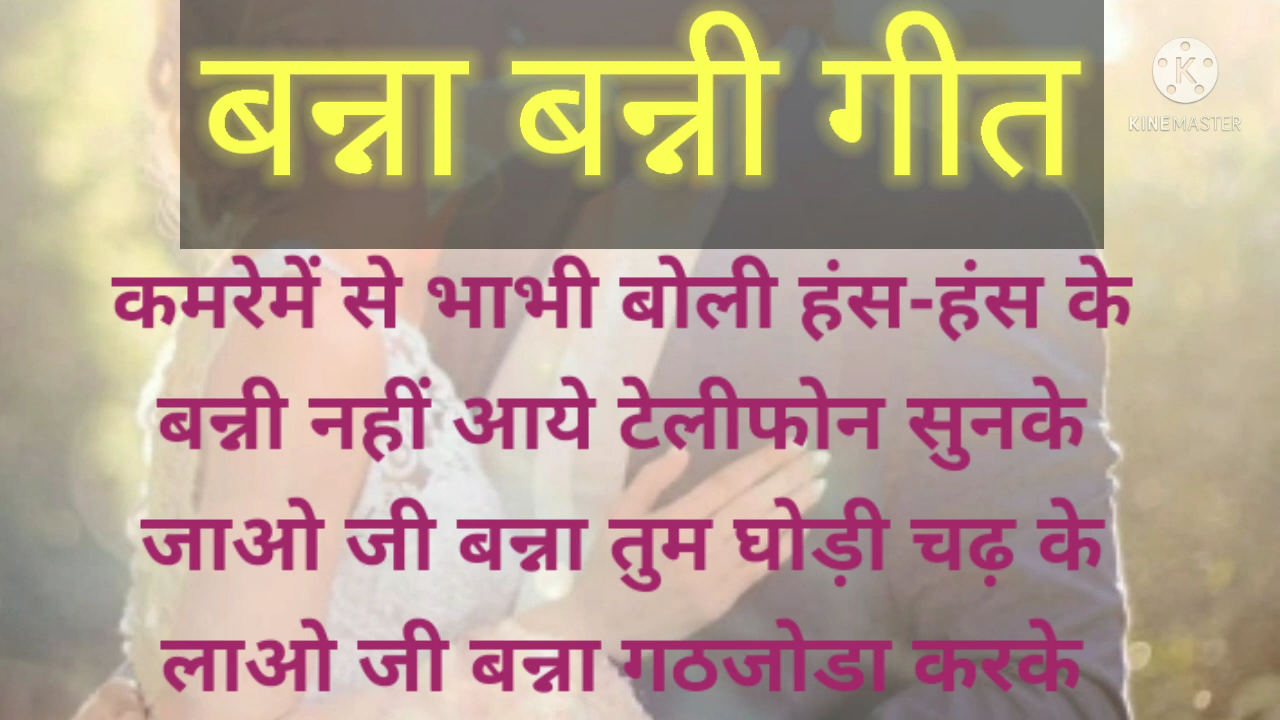 बन्ना बन्नी गीत
K
KINEMASTER
कमरेमें से भाभी बोली हंस-हंस के
बन्नी नहीं आये टेलीफोन सुनके
जाओ जी बन्ना तुम घोड़ी चढ़ के
लाओ जी बन्ना गठजोडा करके